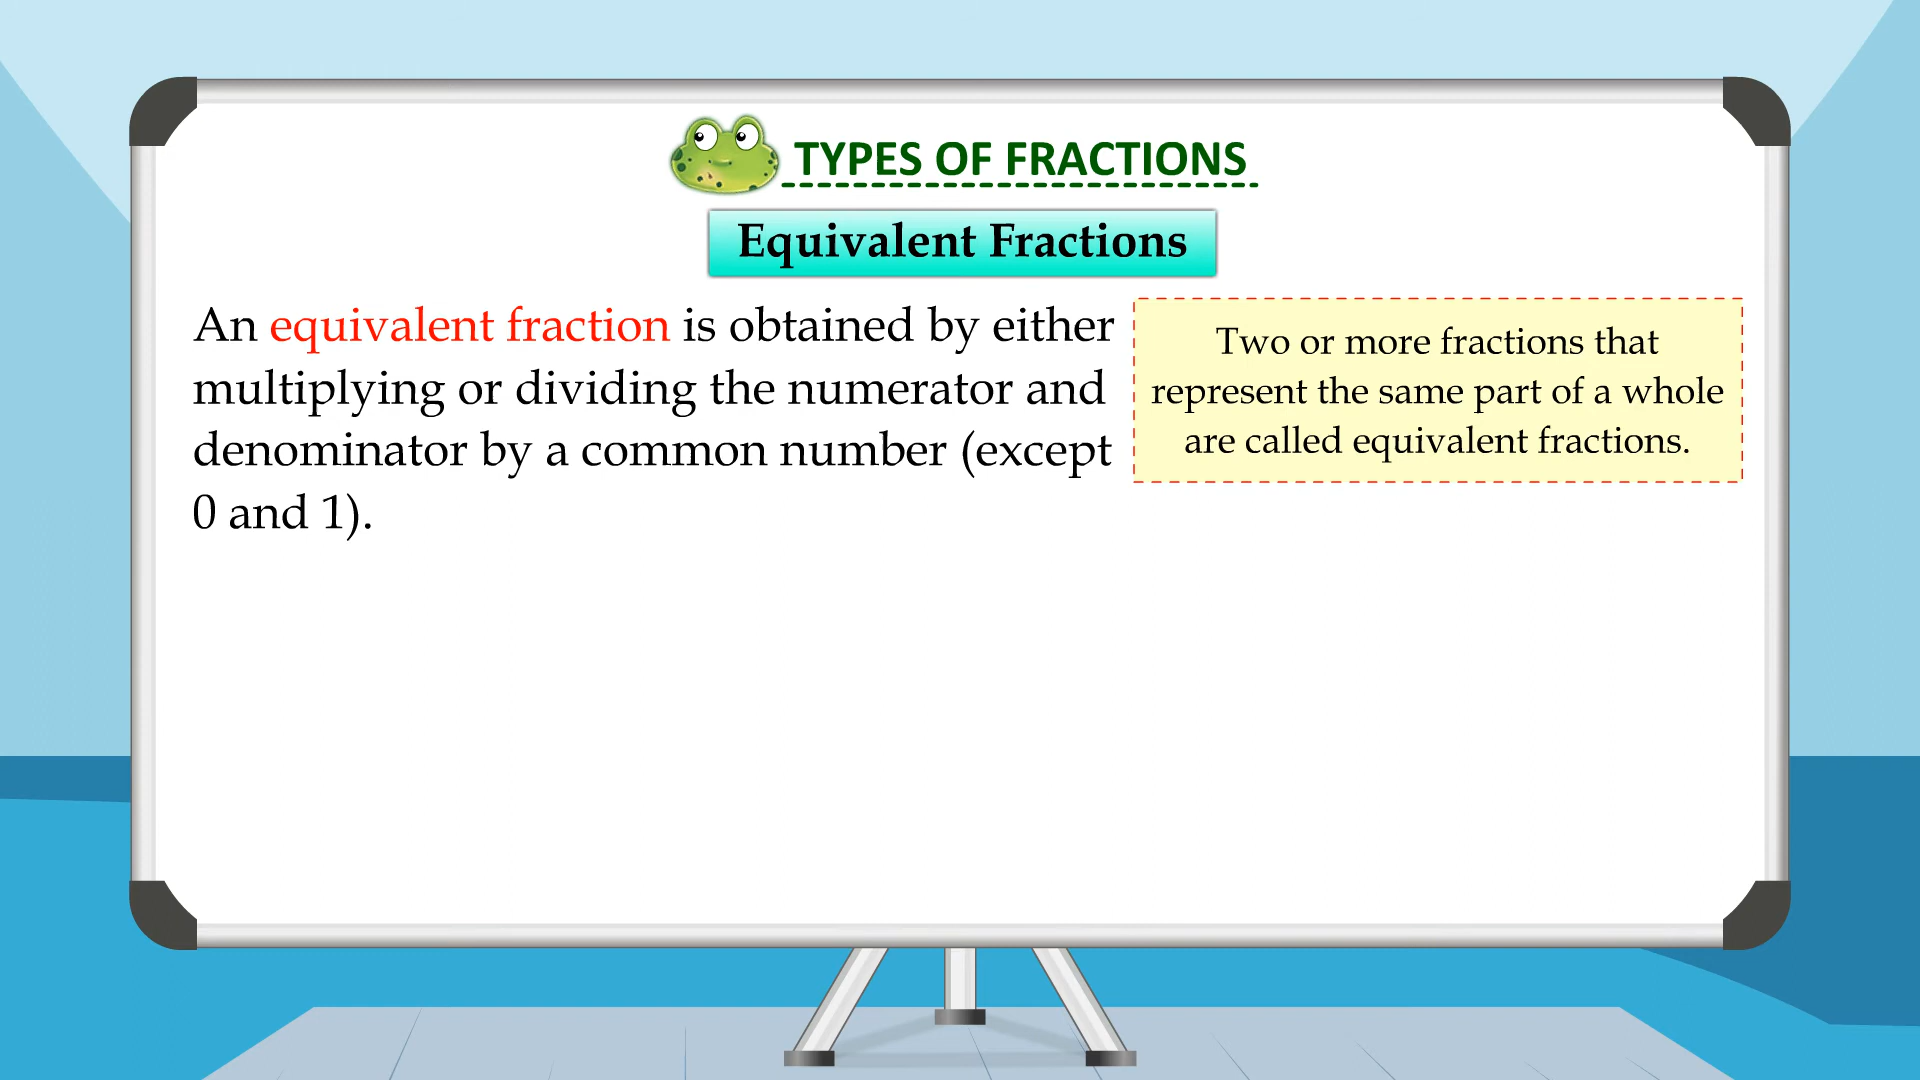 TYPES OF FRACTIONS
Equivalent Fractions
An equivalent fraction is obtained by either
multiplying or dividing the numerator and
denominator by a common number (except
0 and 1).
Two or more fractions that
represent the same part of a whole
are called equivalent fractions.